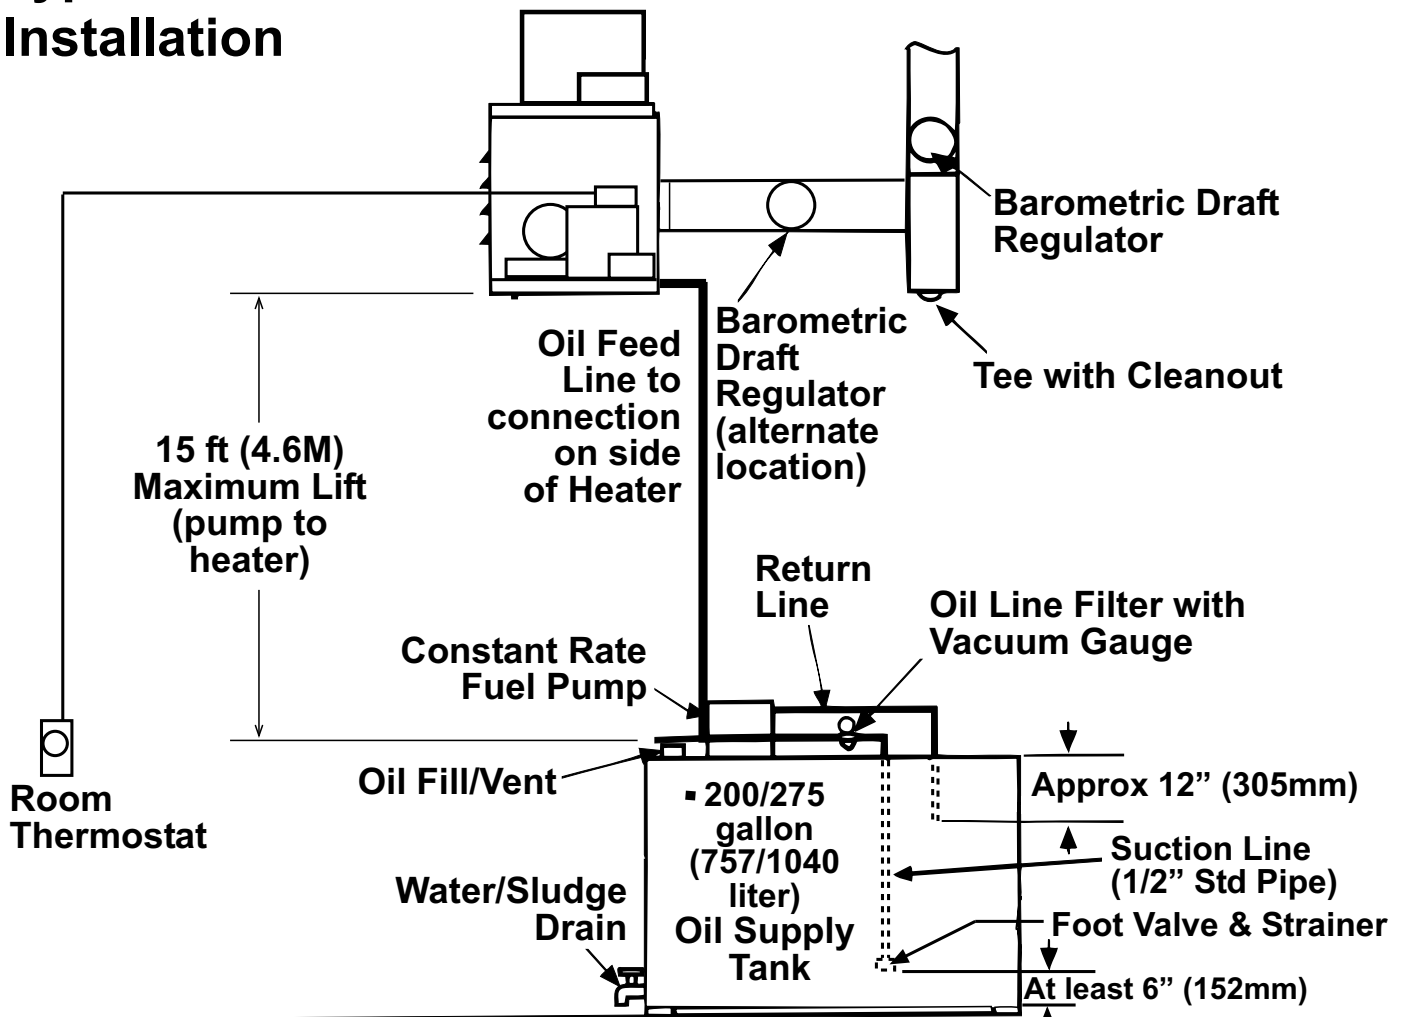 Installation
Barometric Draft
Regulator
Tee with Cleanout
Oil Feed
Line to
connection
on side
of Heater
Barometric
Draft
Regulator
(alternate
location)
15 ft (4.6M)
Maximum Lift
(pump to
heater)
Return
Line
Oil Line Filter with
Vacuum Gauge
Constant Rate
Fuel Pump
Oil Fill/Vent
Room
Thermostat
200/275
gallon
(757/1040
liter)
Oil Supply
Tank
Approx 12” (305mm)
Suction Line
(1/2” Std Pipe)
Water/Sludge
Drain
Foot Valve & Strainer
At least 6” (152mm)